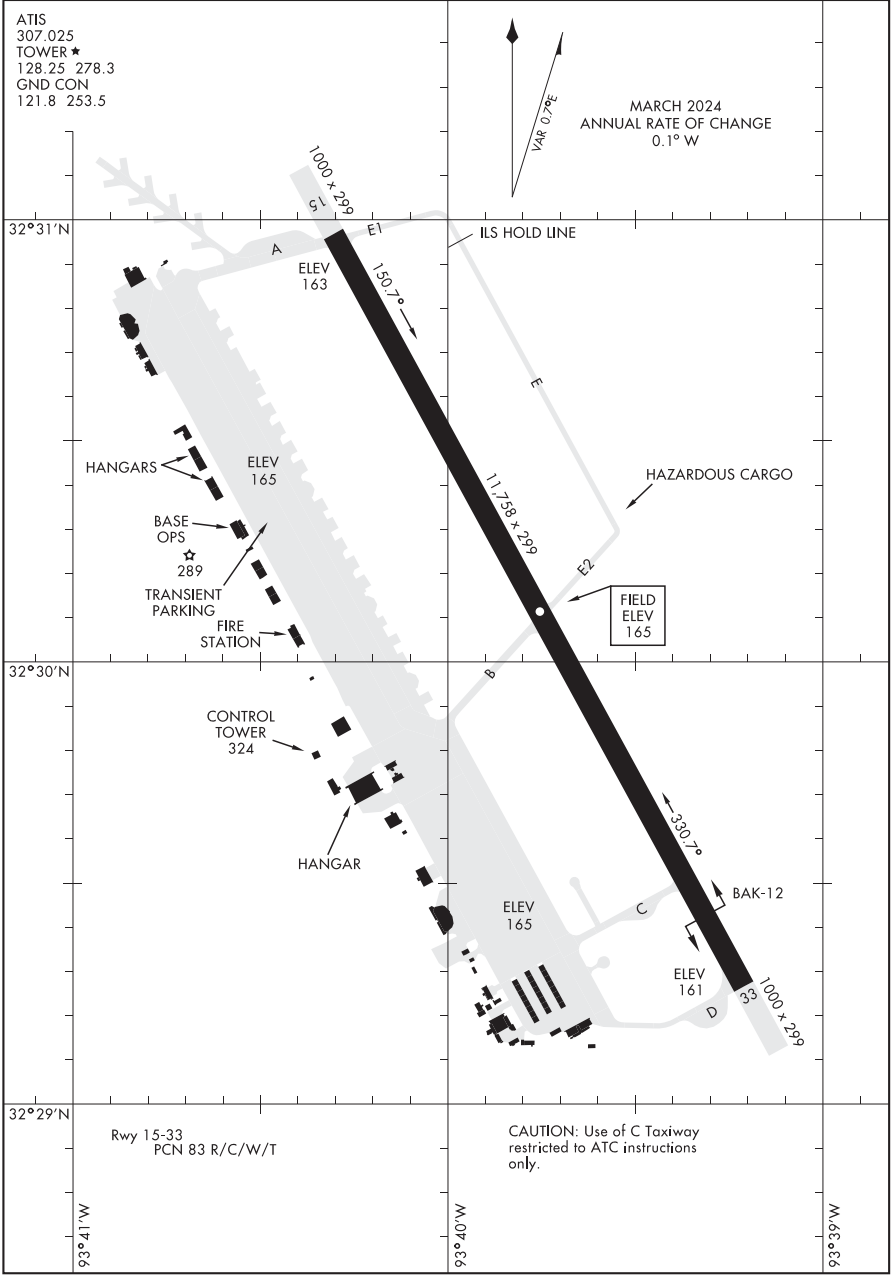 ATIS
307.025
TOWER ★
128.25 278.3
GND CON
121.8 253.5
VAR 0.7°E
MARCH 2024
ANNUAL RATE OF CHANGE
0.1° W
1000 x 299
15
32°31'N
A
E1
ILS HOLD LINE
ELEV
163
150.7°
E
HANGARS
ELEV
165
11,758 x 299
HAZARDOUS CARGO
BASE
OPS
289
TRANSIENT
PARKING
FIRE
STATION
E2
FIELD
ELEV
165
32°30'N
B
CONTROL
TOWER
324
HANGAR
330.7°
BAK-12
ELEV
165
C
ELEV
161
D
33
1000 x 299
32°29'N
Rwy 15-33
PCN 83 R/C/W/T
CAUTION: Use of C Taxiway
restricted to ATC instructions
only.
93°41'W
93°40'W
93°39'W